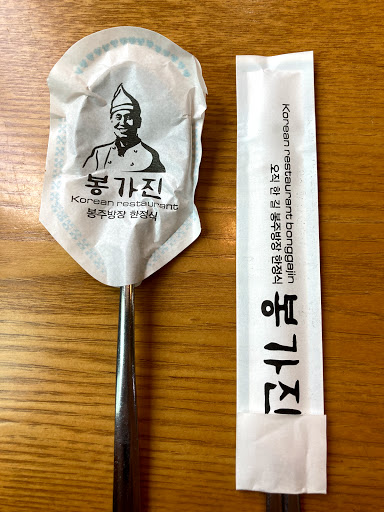 봉가진
Korean restaurant
봉주방장 한정식
Korean restaurant bonggajin
오직 한 길 봉주방장 한정식
봉가진